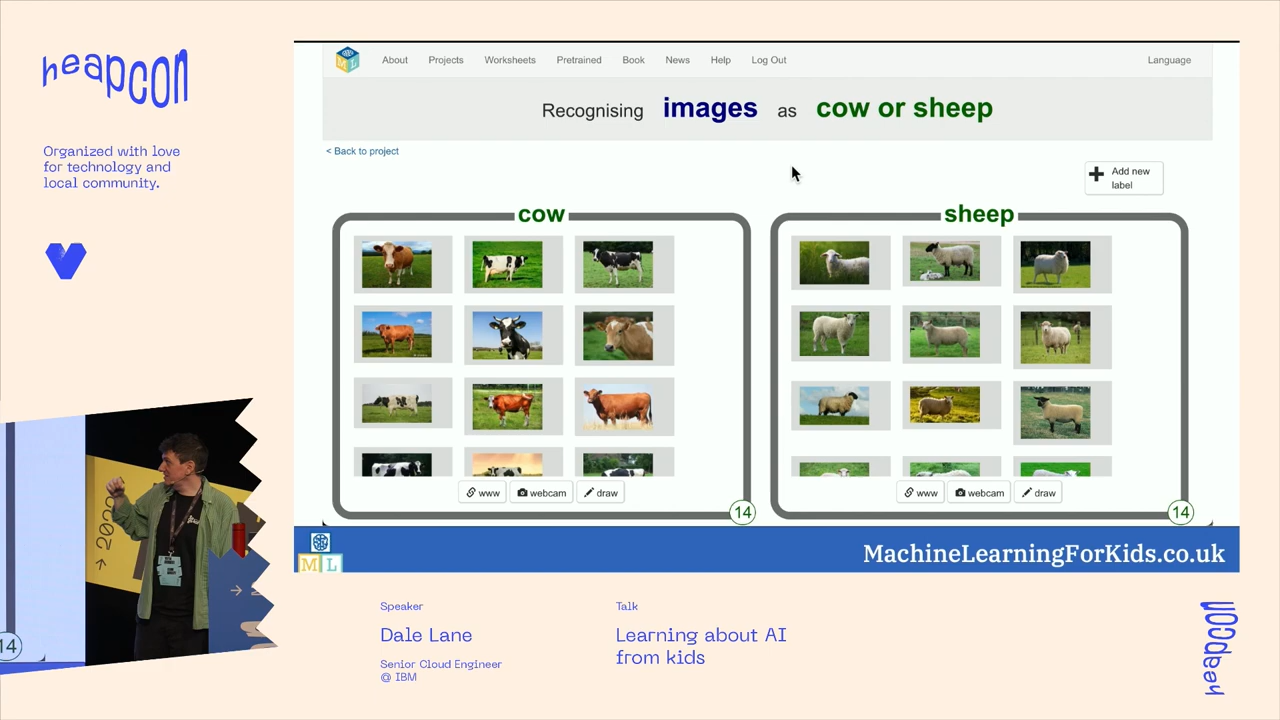 heapcon
Organized with love
for technology and
local community.
About Projects Worksheets Pretrained Book News Help Log Out Language
Recognising images as cow or sheep
< Back to project
Add new
label
cow
sheep
www webcam draw
14
www webcam draw
14
M L
MachineLearningForKids.co.uk
→ 202
14
Speaker
Dale Lane
Senior Cloud Engineer
@ IBM
Talk
Learning about AI
from kids
heapcon